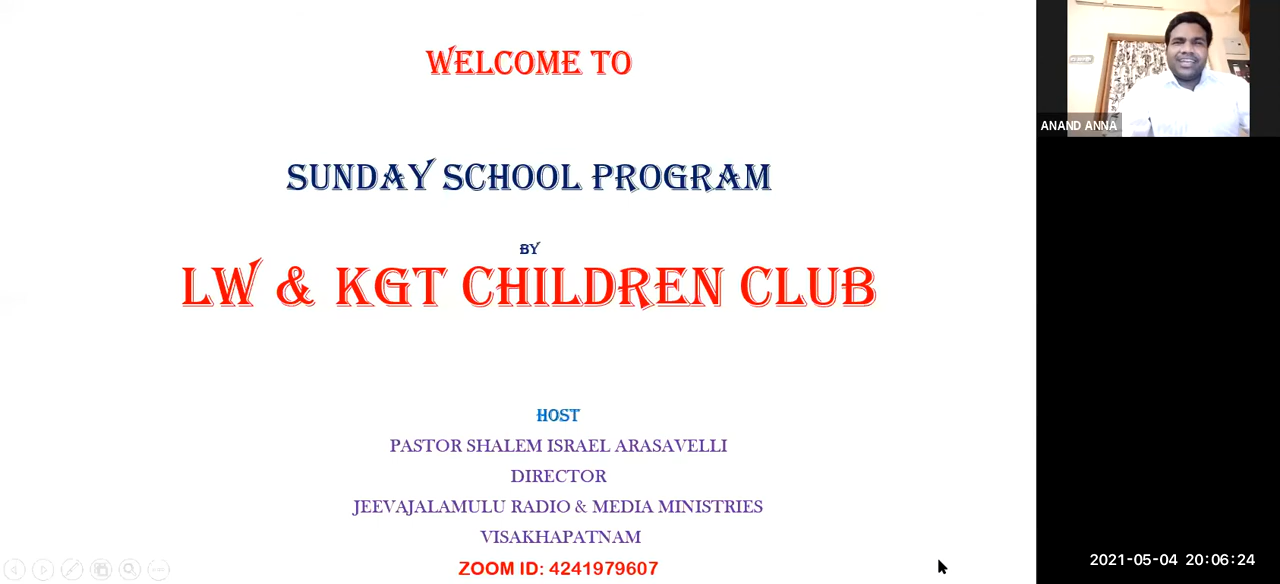 WELCOME TO
SUNDAY SCHOOL PROGRAM
BY
LW & KGT CHILDREN CLUB
HOST
PASTOR SHALEM ISRAEL ARASAVELLI
DIRECTOR
JEEVAJALAMULU RADIO & MEDIA MINISTRIES
VISAKHAPATNAM
ZOOM ID: 4241979607
ANAND ANNA
2021-05-04 20:06:24